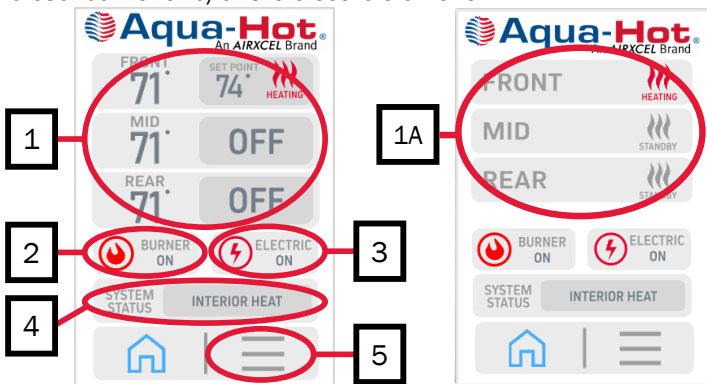 Aqua-Hot®
An AIRXCEL Brand
FRONT
71°
SET POINT
74°
HEATING
MID
71°
OFF
REAR
71°
OFF
BURNER
ON
ELECTRIC
ON
SYSTEM
STATUS
INTERIOR HEAT
1
2
3
4
5
Aqua-Hot®
An AIRXCEL Brand
FRONT
HEATING
MID
STANDBY
REAR
STANDBY
BURNER
ON
ELECTRIC
ON
SYSTEM
STATUS
INTERIOR HEAT
1A